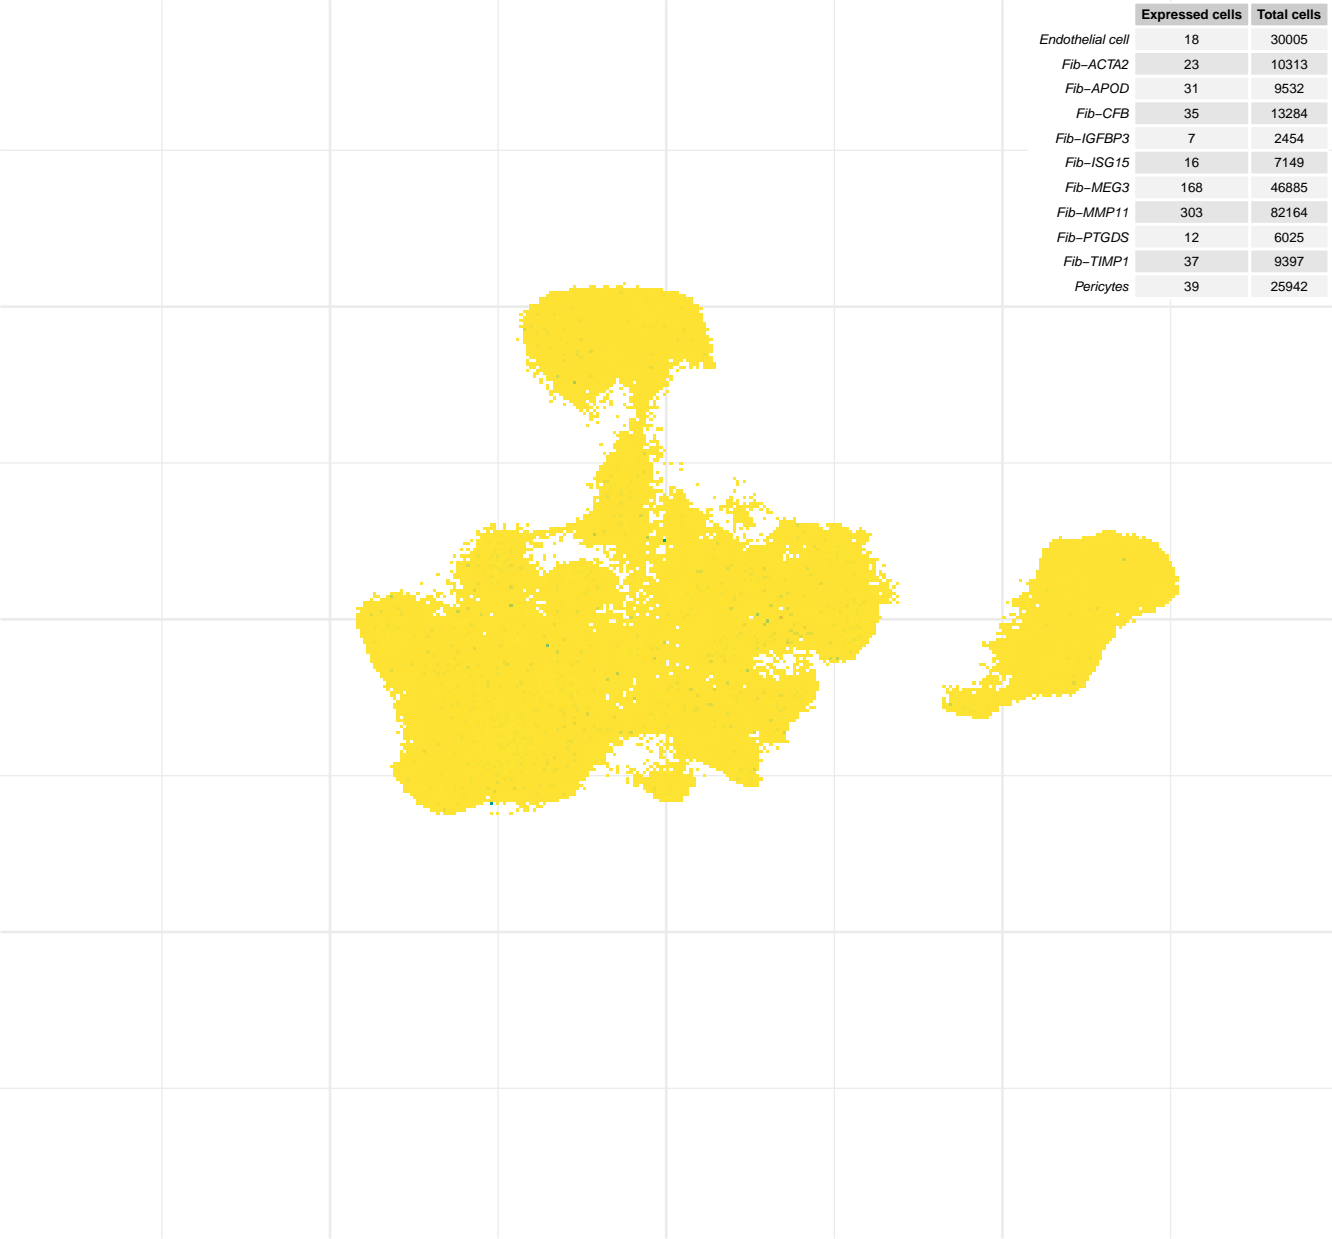 Expressed cells Total cells
Endothelial cell 18 30005
Fib−ACTA2 23 10313
Fib−APOD 31 9532
Fib−CFB 35 13284
Fib−IGFBP3 7 2454
Fib−ISG15 16 7149
Fib−MEG3 168 46885
Fib−MMP11 303 82164
Fib−PTGDS 12 6025
Fib−TIMP1 37 9397
Pericytes 39 25942